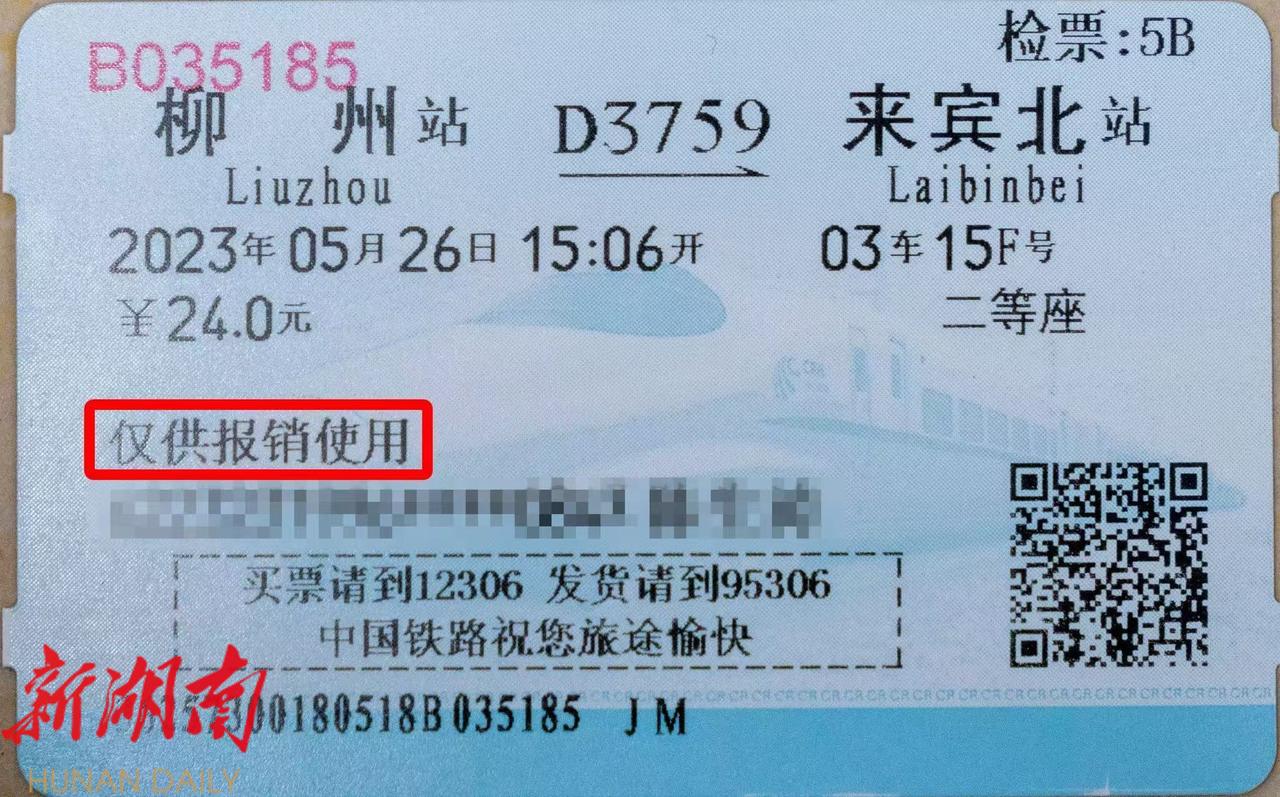 检票:5B
B035185
柳州站 D3759 来宾北站
Liuzhou Laibinbei
2023年05月26日 15:06开 03车15F号
¥24.0元 二等座
仅供报销使用
买票请到12306 发货请到95306
中国铁路祝您旅途愉快
00180518B035185 JM
新湖南
HUNAN DAILY